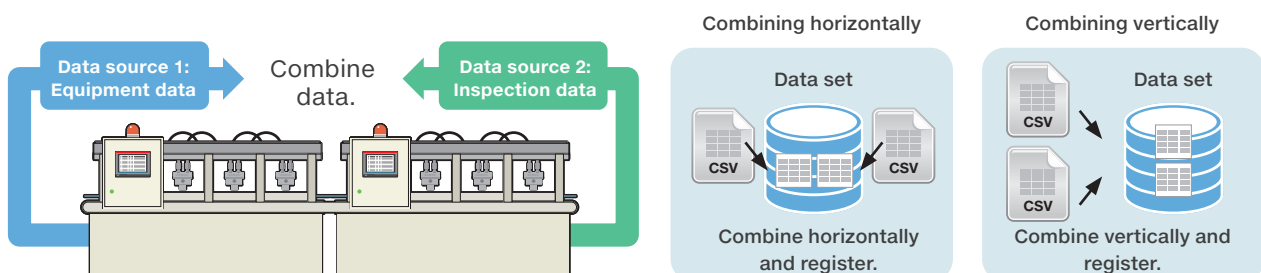 Data source 1:
Equipment data
Combine
data.
Data source 2:
Inspection data
Combining horizontally
Data set
CSV
CSV
Combine horizontally
and register.
Combining vertically
Data set
CSV
CSV
Combine vertically and
register.